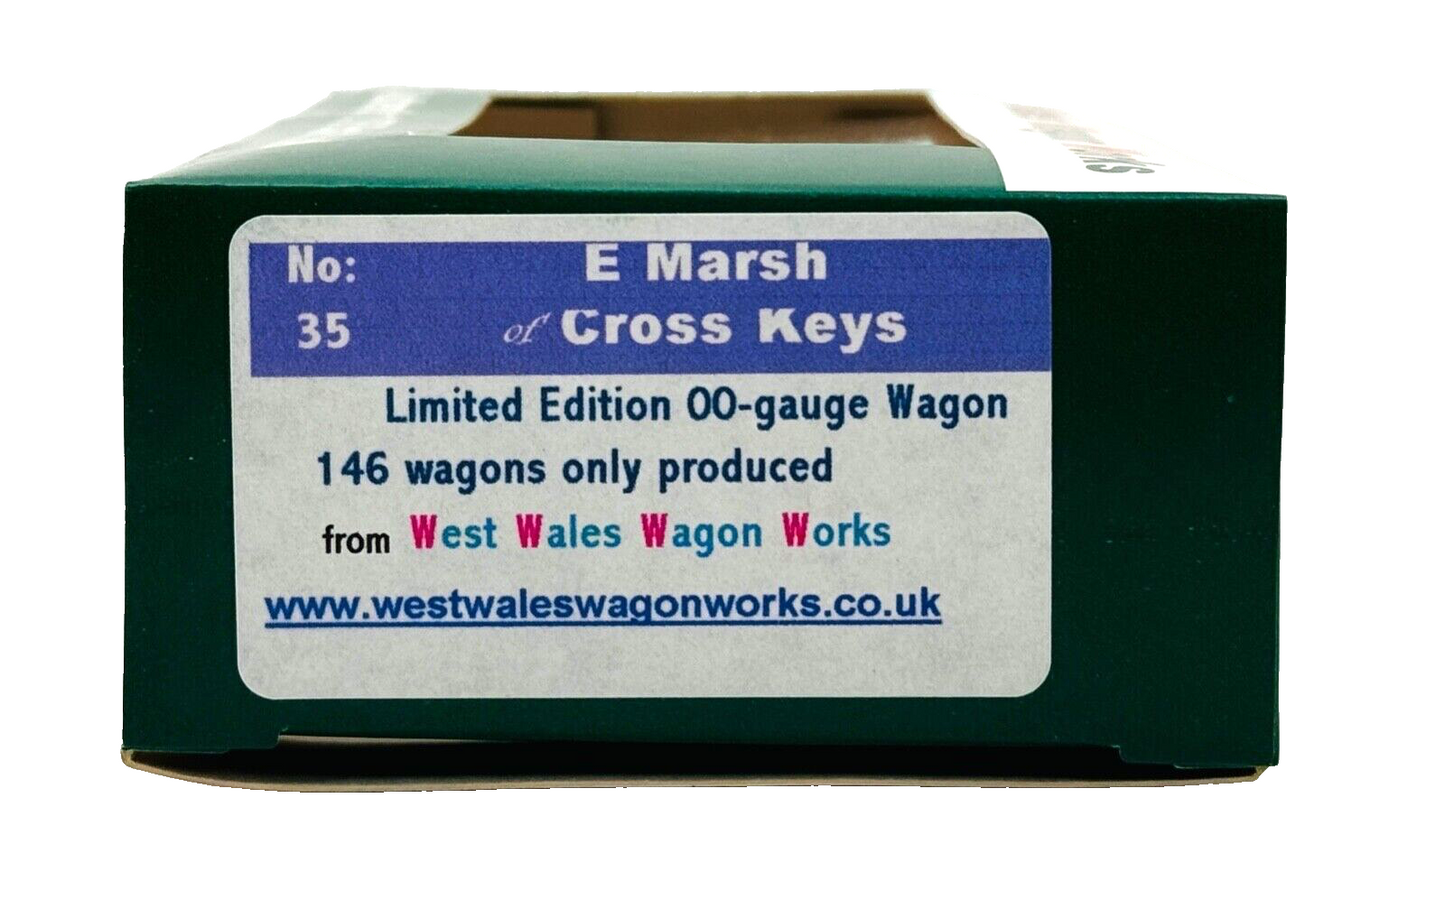 No: E Marsh
35 of Cross Keys
Limited Edition OO-gauge Wagon
146 wagons only produced
from West Wales Wagon Works
www.westwaleswagonworks.co.uk